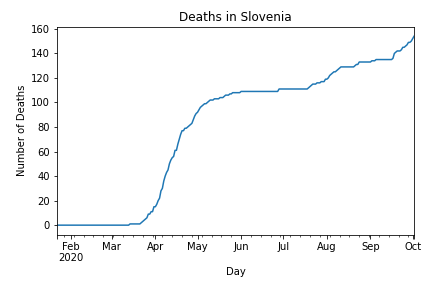 Deaths in Slovenia
160
140
120
100
80
60
40
20
0
Number of Deaths
Feb Mar Apr May Jun Jul Aug Sep Oct
2020
Day